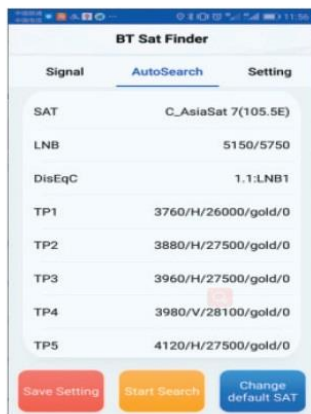 11:56
BT Sat Finder
Signal AutoSearch Setting
SAT C_AsiaSat 7(105.5E)
LNB 5150/5750
DisEqC 1.1:LNB1
TP1 3760/H/26000/gold/0
TP2 3880/H/27500/gold/0
TP3 3960/H/27500/gold/0
TP4 3980/V/28100/gold/0
TP5 4120/H/27500/gold/0
Save Setting Start Search Change
default SAT